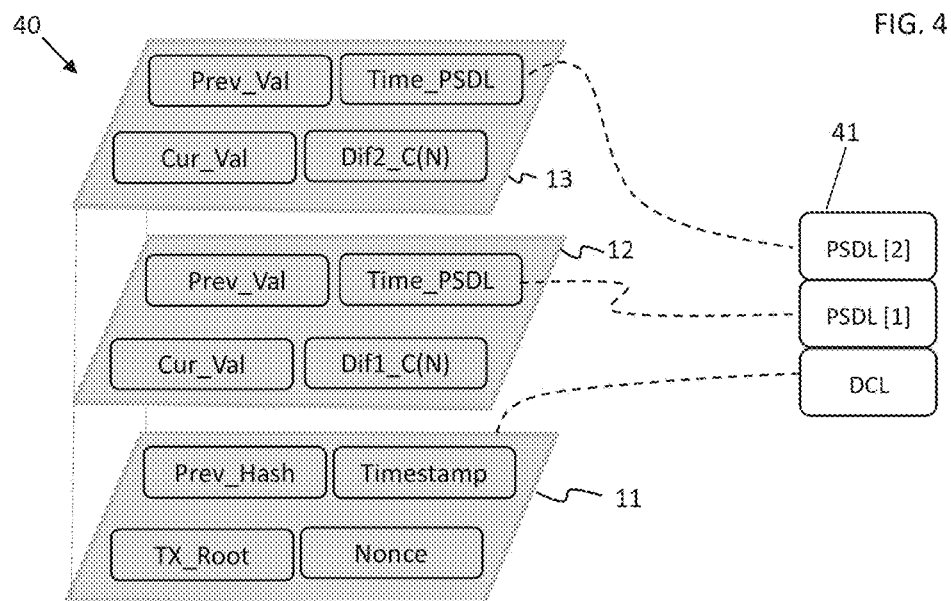 40
FIG. 4
Prev_Val
Time_PSDL
Cur_Val
Dif2_C(N)
13
41
PSDL [2]
PSDL [1]
DCL
12
Prev_Val
Time_PSDL
Cur_Val
Dif1_C(N)
Prev_Hash
Timestamp
11
TX_Root
Nonce